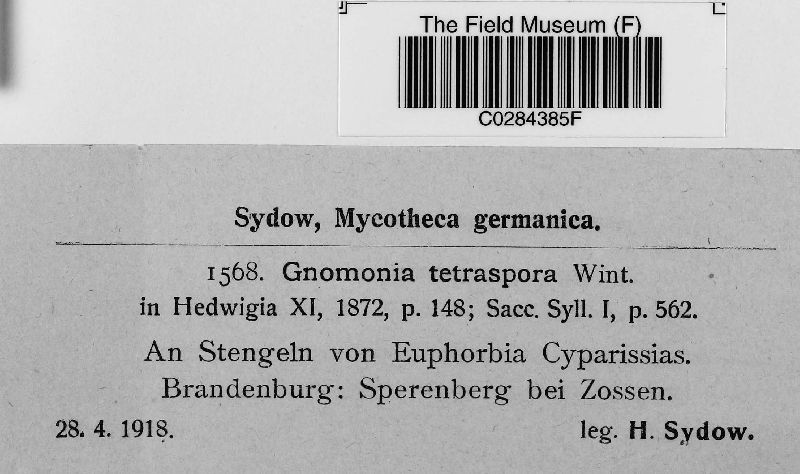 The Field Museum (F)
C0284385F
Sydow, Mycotheca germanica.
1568. Gnomonia tetraspora Wint.
in Hedwigia XI, 1872, p. 148; Sacc. Syll. I, p. 562.
An Stengeln von Euphorbia Cyparissias.
Brandenburg: Sperenberg bei Zossen.
28. 4. 1918. leg. H. Sydow.